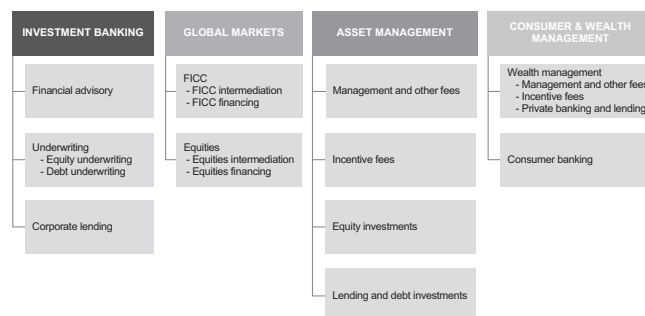 INVESTMENT BANKING
Financial advisory
Underwriting
- Equity underwriting
- Debt underwriting
Corporate lending
GLOBAL MARKETS
FICC
- FICC intermediation
- FICC financing
Equities
- Equities intermediation
- Equities financing
ASSET MANAGEMENT
Management and other fees
Incentive fees
Equity investments
Lending and debt investments
CONSUMER & WEALTH
MANAGEMENT
Wealth management
- Management and other fees
- Incentive fees
- Private banking and lending
Consumer banking